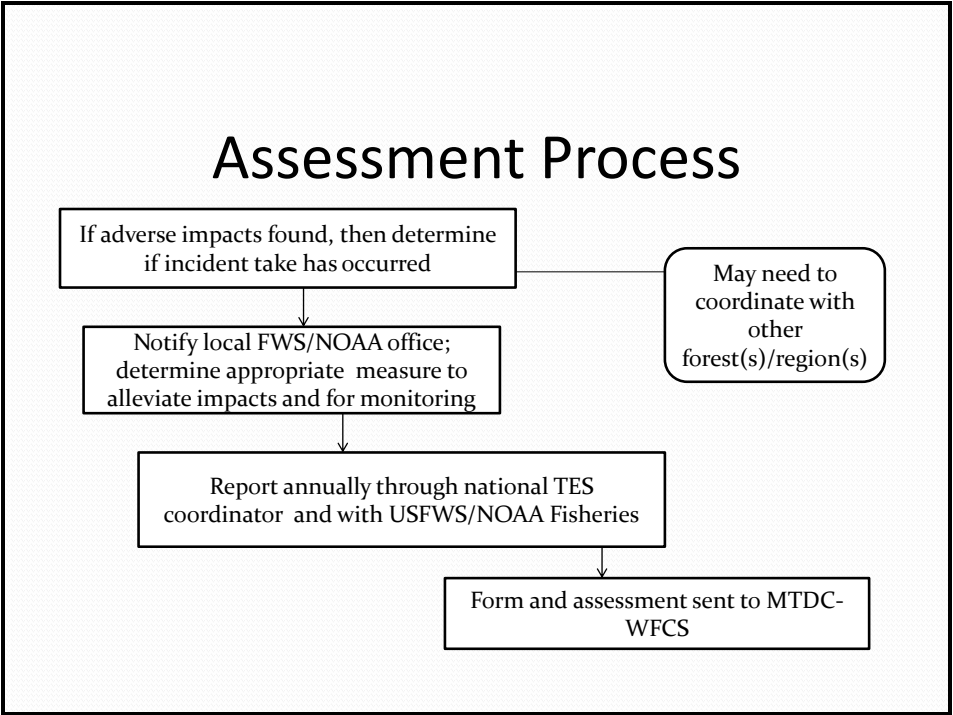 Assessment Process
If adverse impacts found, then determine
if incident take has occurred
May need to
coordinate with
other
forest(s)/region(s)
Notify local FWS/NOAA office;
determine appropriate  measure to
alleviate impacts and for monitoring
Report annually through national TES
coordinator  and with USFWS/NOAA Fisheries
Form and assessment sent to MTDC-
WFCS